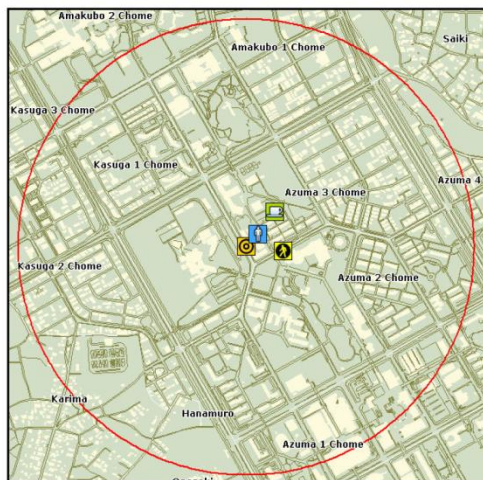 Amakubo 2 Chome
Amakubo 1 Chome
Saiki
Kasuga 3 Chome
Kasuga 1 Chome
Azuma 4
Azuma 3 Chome
Kasuga 2 Chome
Azuma 2 Chome
Karima
Hanamuro
Azuma 1 Chome